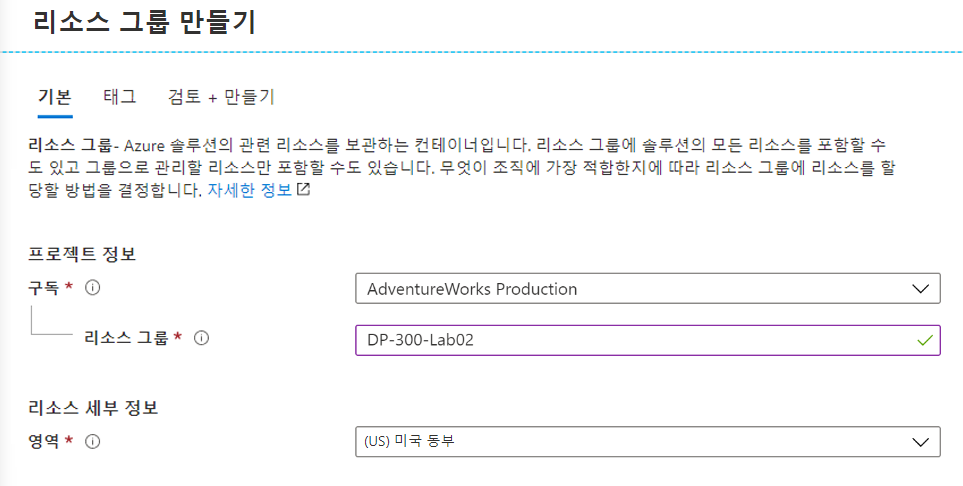 리소스 그룹 만들기
기본 태그 검토 + 만들기
리소스 그룹- Azure 솔루션의 관련 리소스를 보관하는 컨테이너입니다. 리소스 그룹에 솔루션의 모든 리소스를 포함할 수
도 있고 그룹으로 관리할 리소스만 포함할 수도 있습니다. 무엇이 조직에 가장 적합한지에 따라 리소스 그룹에 리소스를 할
당할 방법을 결정합니다. 자세한 정보
프로젝트 정보
구독 * AdventureWorks Production
리소스 그룹 * DP-300-Lab02
리소스 세부 정보
영역 * (US) 미국 동부